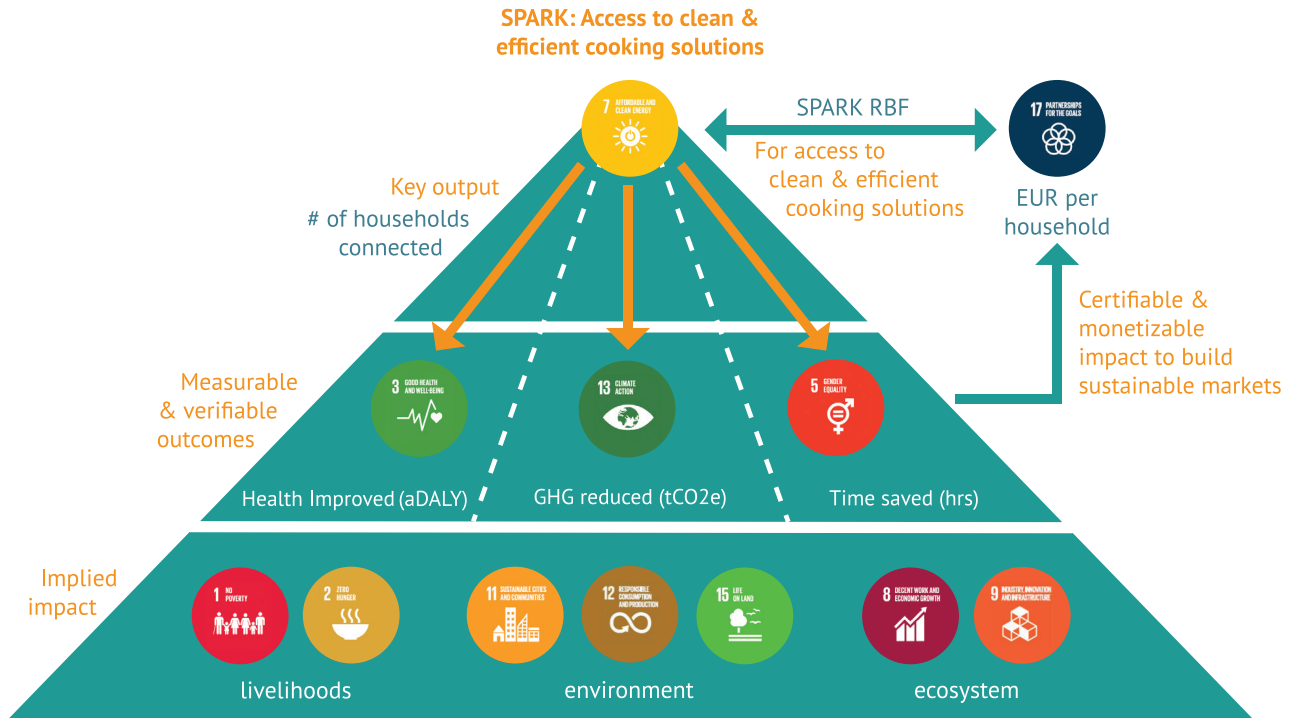 SPARK: Access to clean &
efficient cooking solutions
7 AFFORDABLE AND
CLEAN ENERGY
SPARK RBF
17 PARTNERSHIPS
FOR THE GOALS
For access to
clean & efficient
cooking solutions
EUR per
household
Key output
# of households
connected
Certifiable &
monetizable
impact to build
sustainable markets
Measurable
& verifiable
outcomes
3 GOOD HEALTH
AND WELL-BEING
13 CLIMATE
ACTION
5 GENDER
EQUALITY
Health Improved (aDALY)
GHG reduced (tCO2e)
Time saved (hrs)
Implied
impact
1 NO
POVERTY
2 ZERO
HUNGER
11 SUSTAINABLE CITIES
AND COMMUNITIES
12 RESPONSIBLE
CONSUMPTION
AND PRODUCTION
15 LIFE
ON LAND
8 DECENT WORK AND
ECONOMIC GROWTH
9 INDUSTRY, INNOVATION
AND INFRASTRUCTURE
livelihoods
environment
ecosystem